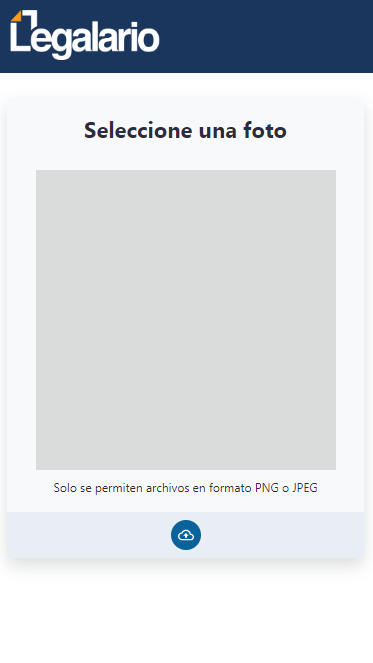 Legalario
Seleccione una foto
Solo se permiten archivos en formato PNG o JPEG